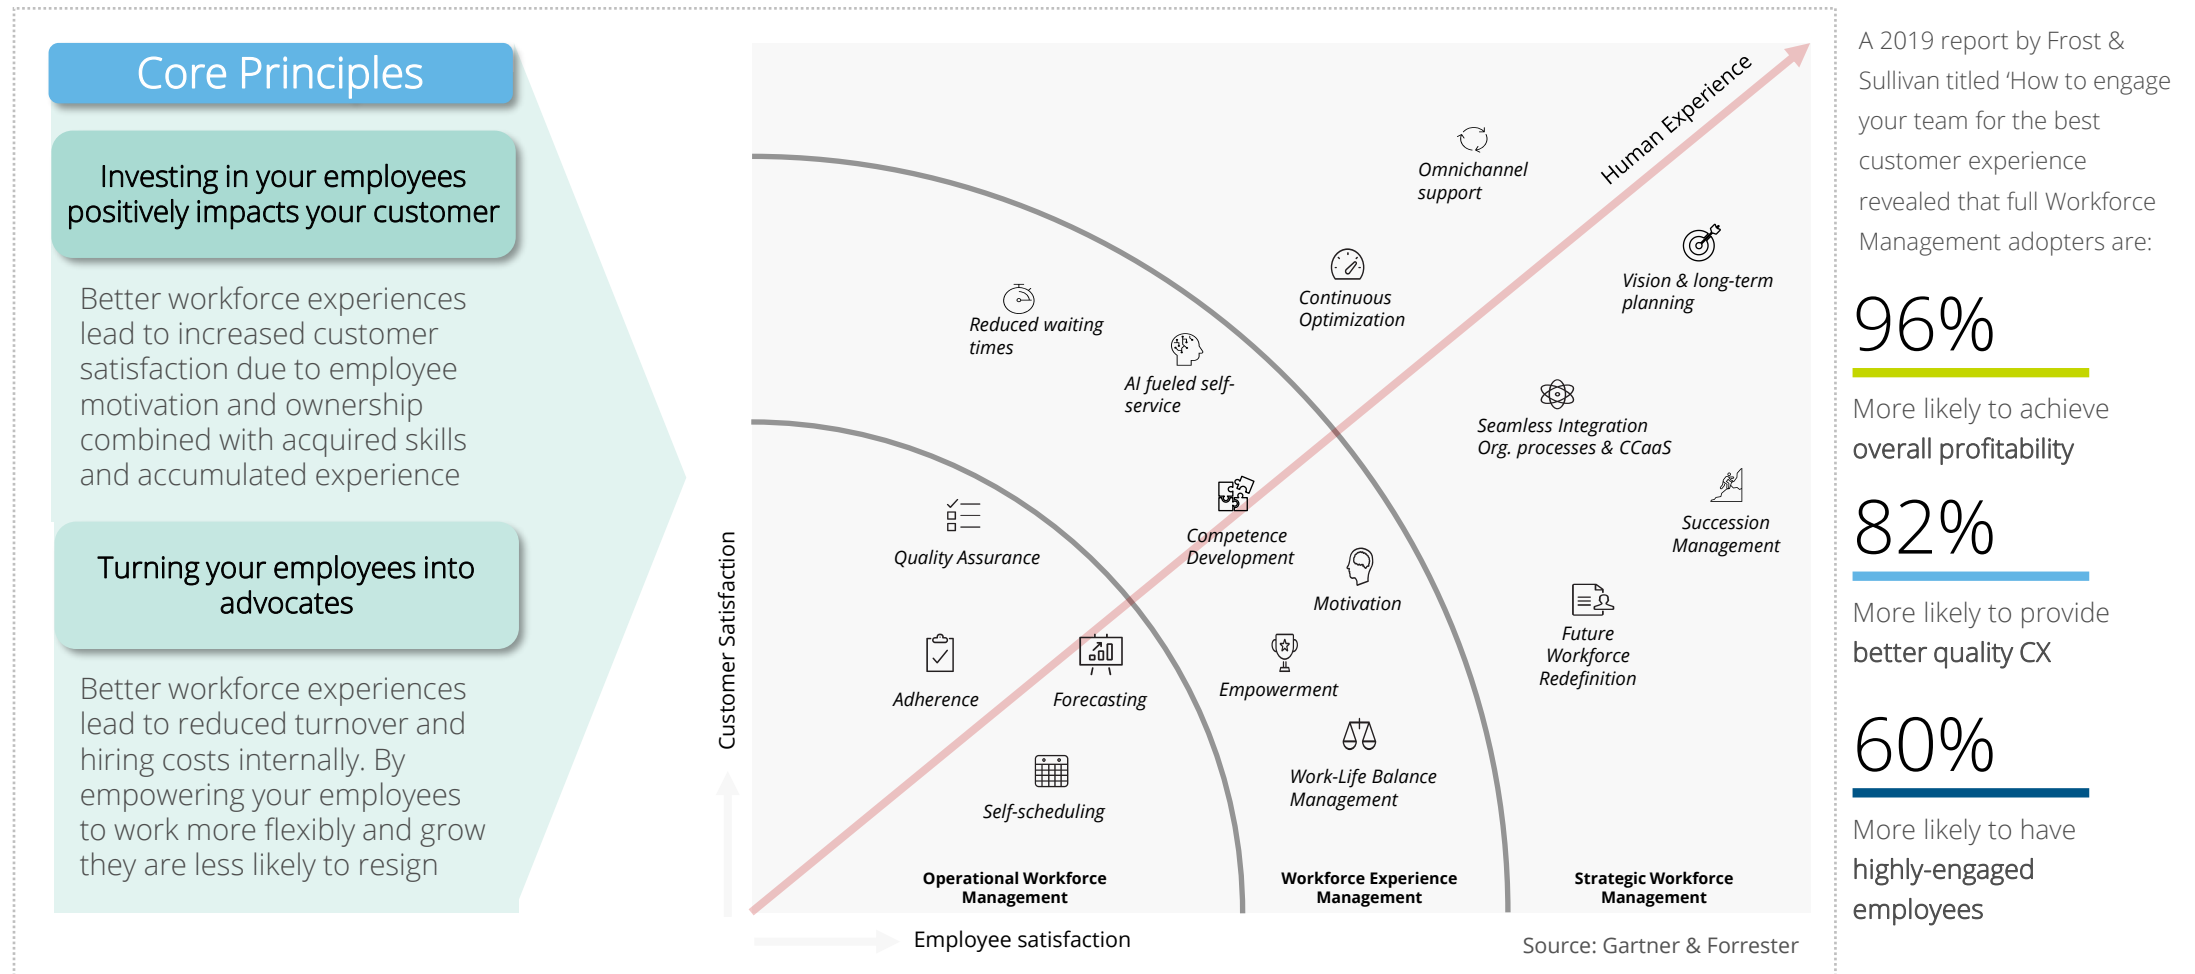 Core Principles
Investing in your employees
positively impacts your customer
Better workforce experiences
lead to increased customer
satisfaction due to employee
motivation and ownership
combined with acquired skills
and accumulated experience
Turning your employees into
advocates
Better workforce experiences
lead to reduced turnover and
hiring costs internally. By
empowering your employees
to work more flexibly and grow
they are less likely to resign
Customer Satisfaction
Human Experience
Omnichannel
support
Continuous
Optimization
Vision & long-term
planning
Reduced waiting
times
AI fueled self-
service
Seamless Integration
Org. processes & CCaaS
Succession
Management
Quality Assurance
Competence
Development
Motivation
Future
Workforce
Redefinition
Adherence
Forecasting
Empowerment
Self-scheduling
Work-Life Balance
Management
Operational Workforce
Management
Workforce Experience
Management
Strategic Workforce
Management
Employee satisfaction
Source: Gartner & Forrester
A 2019 report by Frost &
Sullivan titled ‘How to engage
your team for the best
customer experience
revealed that full Workforce
Management adopters are:
96%
More likely to achieve
overall profitability
82%
More likely to provide
better quality CX
60%
More likely to have
highly-engaged
employees